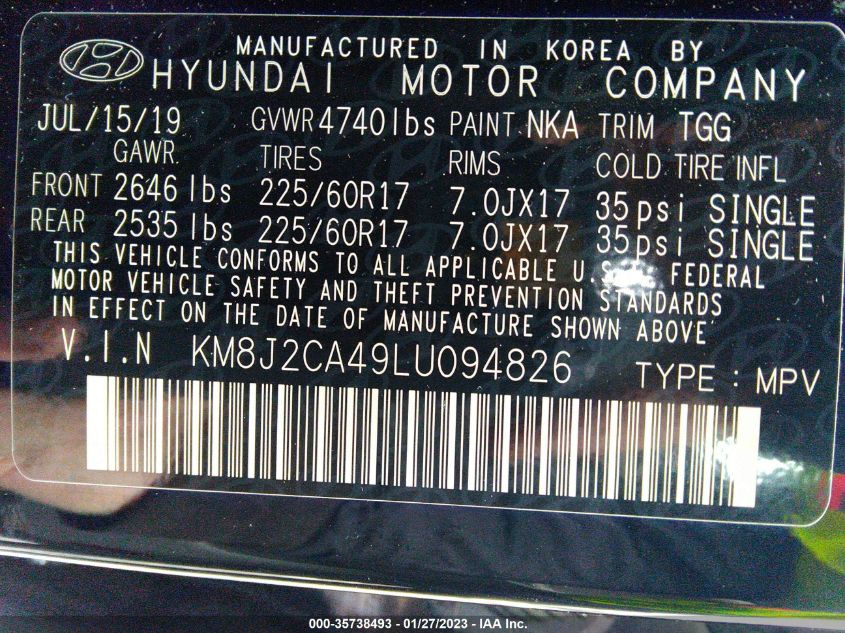 MANUFACTURED IN KOREA BY
HYUNDAI MOTOR COMPANY
JUL/15/19 GVWR 4740lbs PAINT NKA TRIM TGG
GAWR TIRES RIMS COLD TIRE INFL
FRONT 2646 lbs 225/60R17 7.0JX17 35psi SINGLE
REAR 2535 lbs 225/60R17 7.0JX17 35psi SINGLE
THIS VEHICLE CONFORMS TO ALL APPLICABLE U.S. FEDERAL
MOTOR VEHICLE SAFETY AND THEFT PREVENTION STANDARDS
IN EFFECT ON THE DATE OF MANUFACTURE SHOWN ABOVE
V.I.N KM8J2CA49LU094826 TYPE : MPV
000-35738493 - 01/27/2023 - IAA Inc.